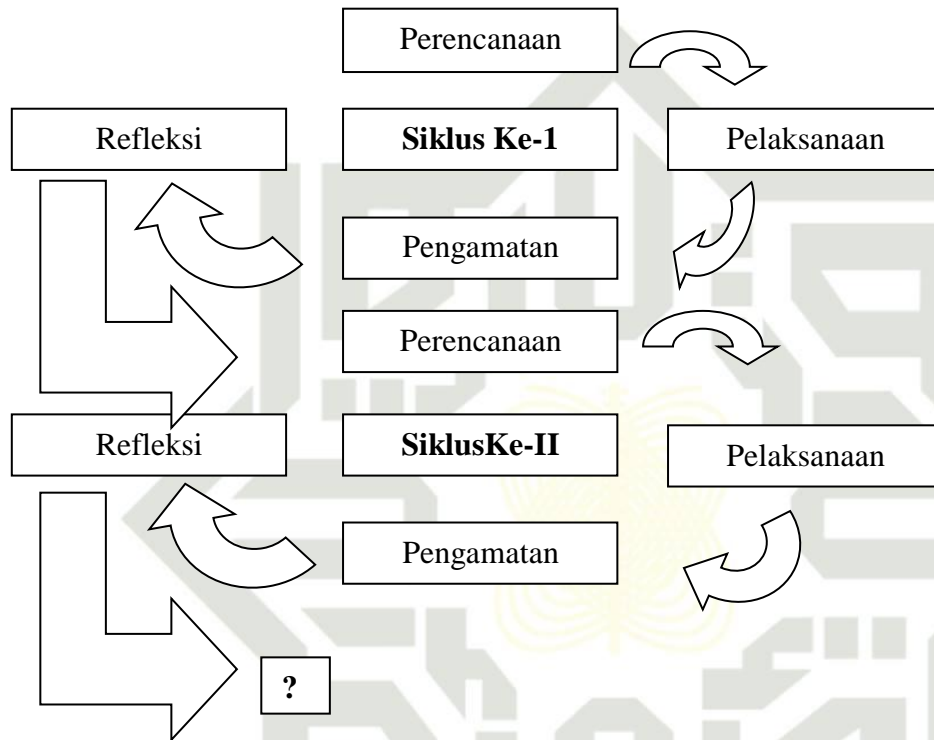 Perencanaan
Refleksi
Siklus Ke-1
Pelaksanaan
Pengamatan
Perencanaan
Refleksi
SiklusKe-II
Pelaksanaan
Pengamatan
?